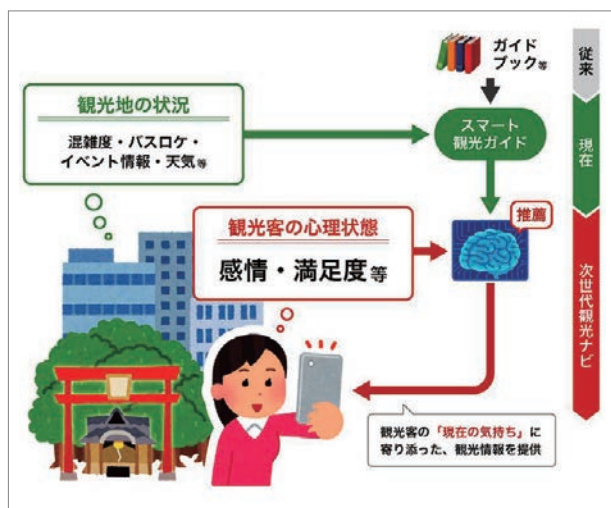 ガイド
ブック等
従来
観光地の状況
混雑度・バスロケ・
イベント情報・天気等
スマート
観光ガイド
現在
観光客の心理状態
感情・満足度等
推薦
次世代観光ナビ
観光客の「現在の気持ち」に
寄り添った、観光情報を提供